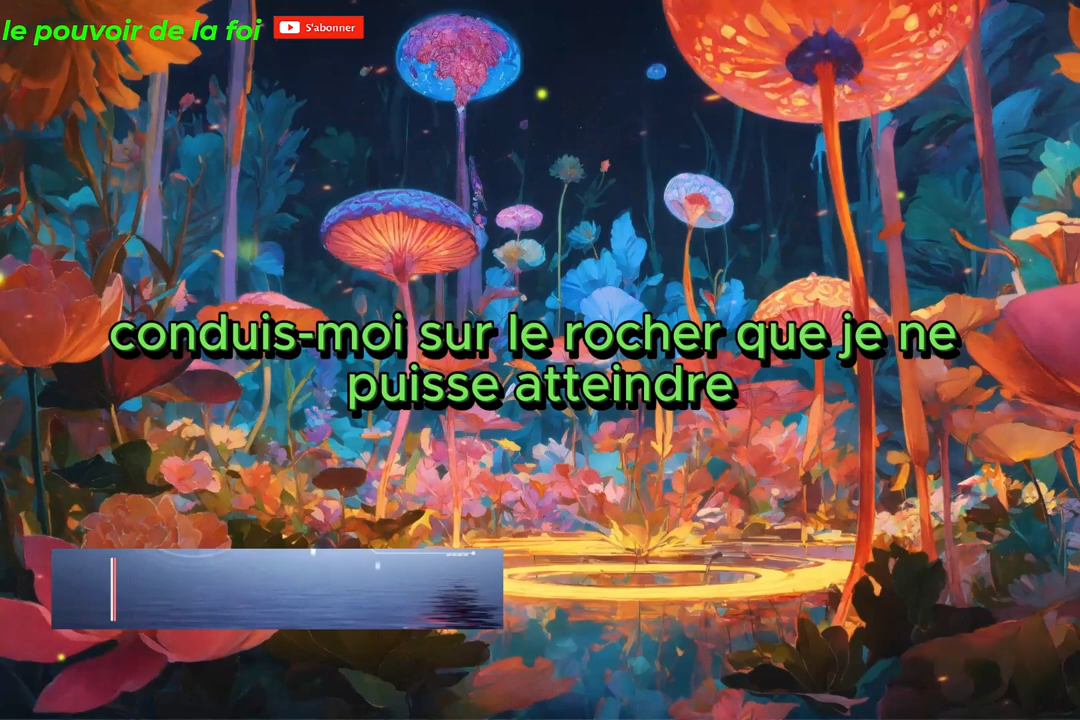 le pouvoir de la foi
S'abonner
conduis-moi sur le rocher que je ne
puisse atteindre